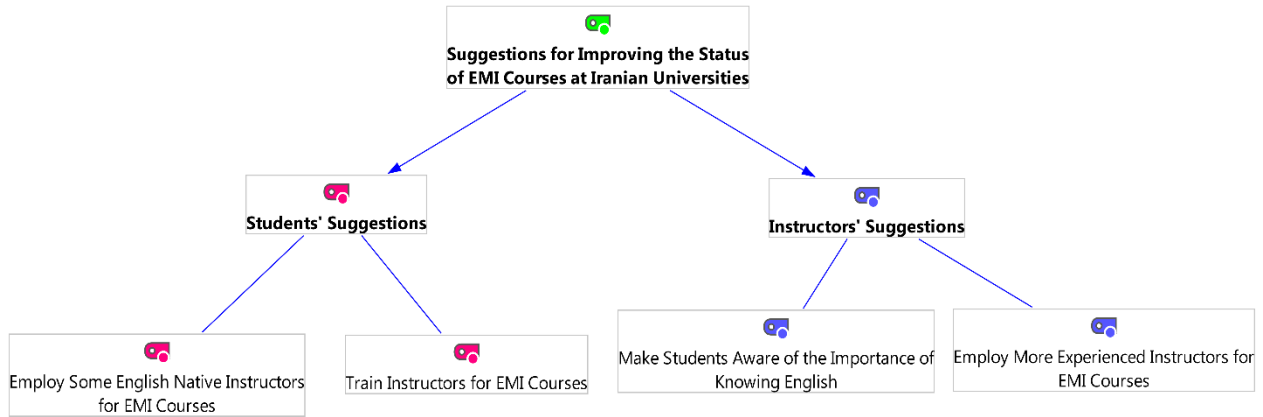 Suggestions for Improving the Status
of EMI Courses at Iranian Universities
Students' Suggestions
Instructors' Suggestions
Employ Some English Native Instructors
for EMI Courses
Train Instructors for EMI Courses
Make Students Aware of the Importance of
Knowing English
Employ More Experienced Instructors for
EMI Courses